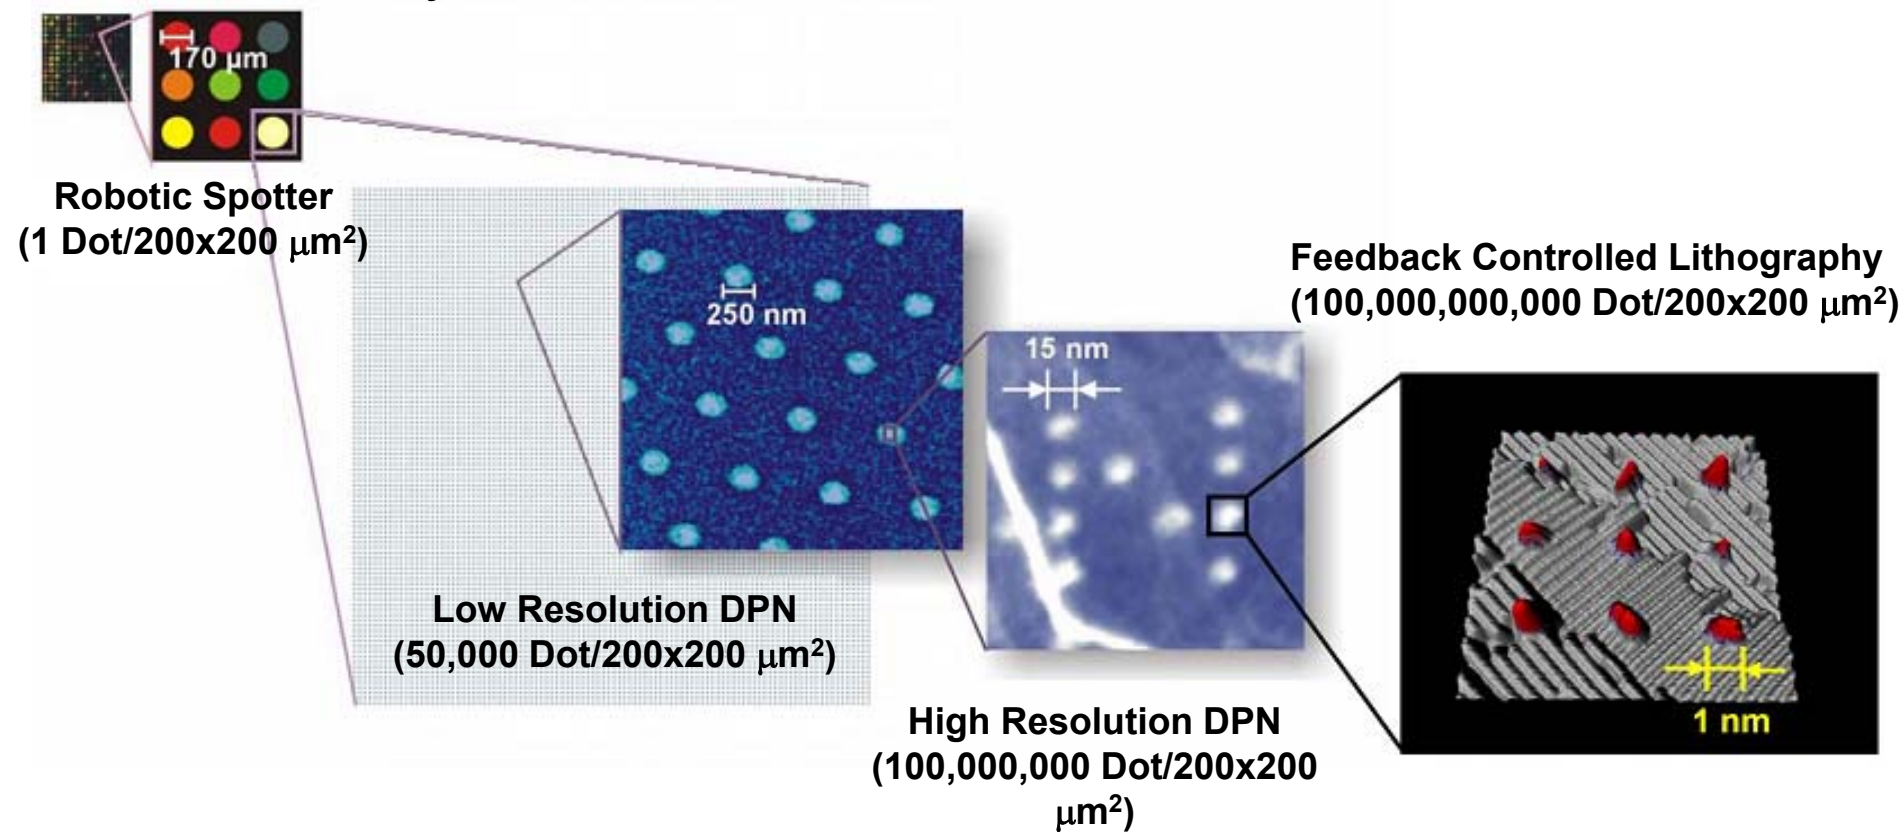 170 µm
Robotic Spotter
(1 Dot/200x200 µm²)
250 nm
Low Resolution DPN
(50,000 Dot/200x200 µm²)
15 nm
High Resolution DPN
(100,000,000 Dot/200x200
µm²)
Feedback Controlled Lithography
(100,000,000,000 Dot/200x200 µm²)
1 nm